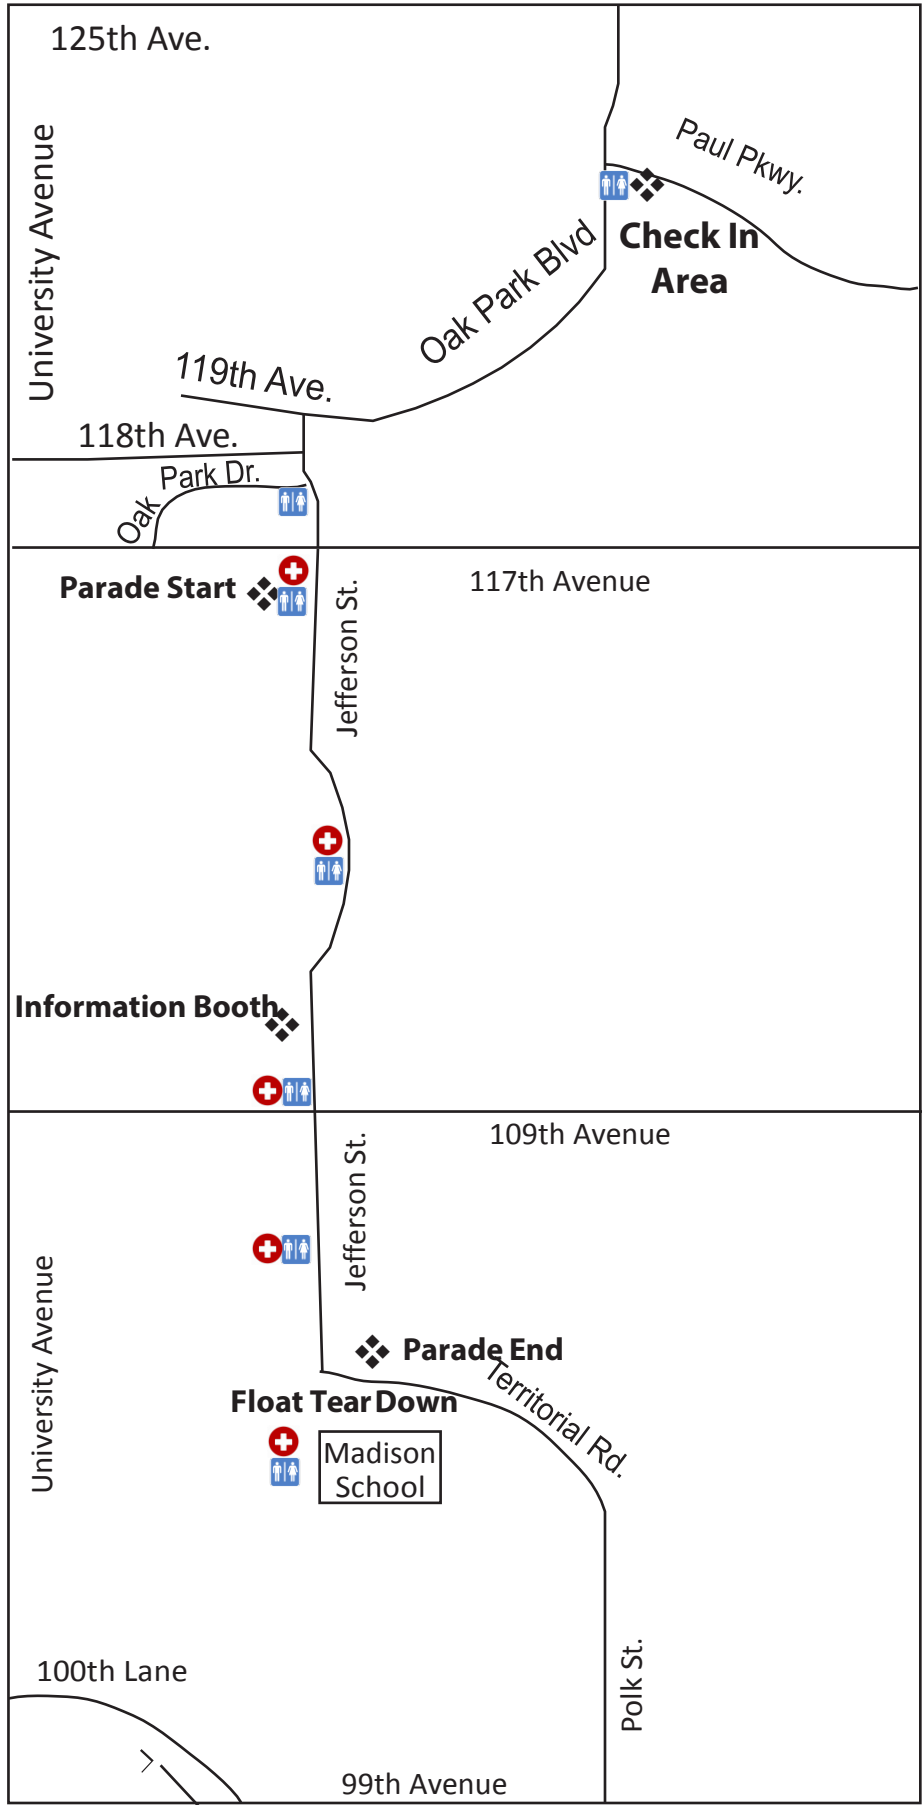 125th Ave.
University Avenue
Paul Pkwy.
Check In
Area
Oak Park Blvd
119th Ave.
118th Ave.
Oak Park Dr.
117th Avenue
Parade Start
Jefferson St.
Information Booth
109th Avenue
Jefferson St.
University Avenue
Parade End
Territorial Rd.
Float Tear Down
Madison
School
100th Lane
Polk St.
99th Avenue